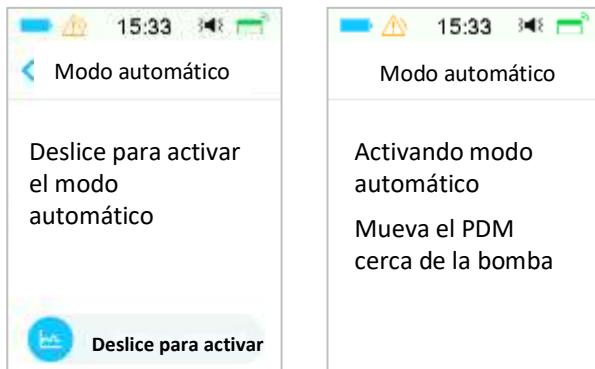 15:33
Modo automático
Deslice para activar
el modo
automático
Deslice para activar
15:33
Modo automático
Activando modo
automático
Mueva el PDM
cerca de la bomba